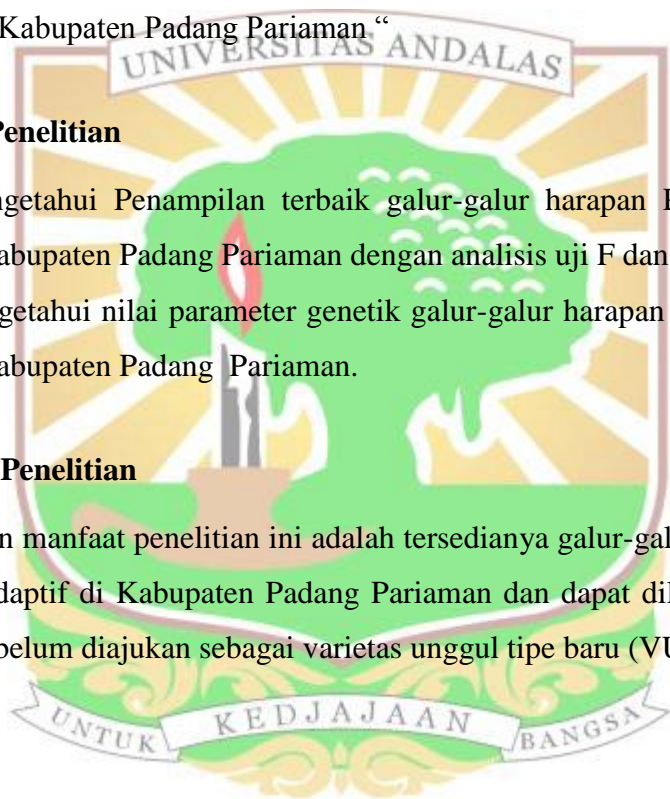 Kabupaten Padang Pariaman “
UNIVERSITAS ANDALAS
Penelitian
ngetahui Penampilan terbaik galur-galur harapan
abupaten Padang Pariaman dengan analisis uji F dan
getahui nilai parameter genetik galur-galur harapan
abupaten Padang Pariaman.
Penelitian
n manfaat penelitian ini adalah tersedianya galur-gal
daptif di Kabupaten Padang Pariaman dan dapat dil
belum diajukan sebagai varietas unggul tipe baru (VU
UNTUK KEDJAJAAN BANGSA